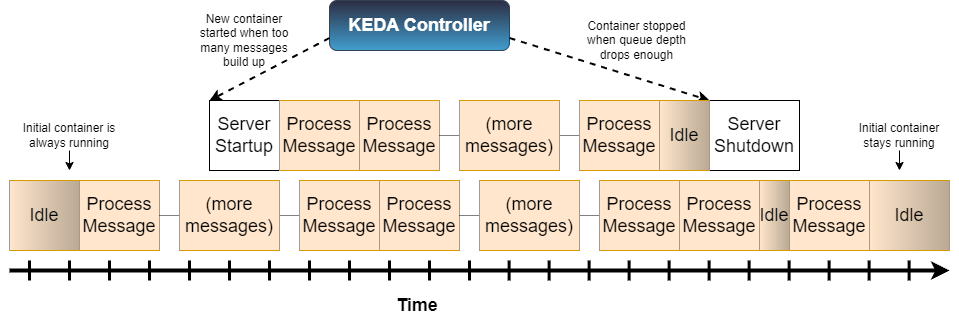 New container
started when too
many messages
build up
KEDA Controller
Container stopped
when queue depth
drops enough
Initial container is
always running
Server
Startup
Process
Message
Process
Message
(more
messages)
Process
Message
Idle
Server
Shutdown
Initial container
stays running
Idle
Process
Message
(more
messages)
Process
Message
Process
Message
(more
messages)
Process
Message
Process
Message
Idle
Process
Message
Idle
Time